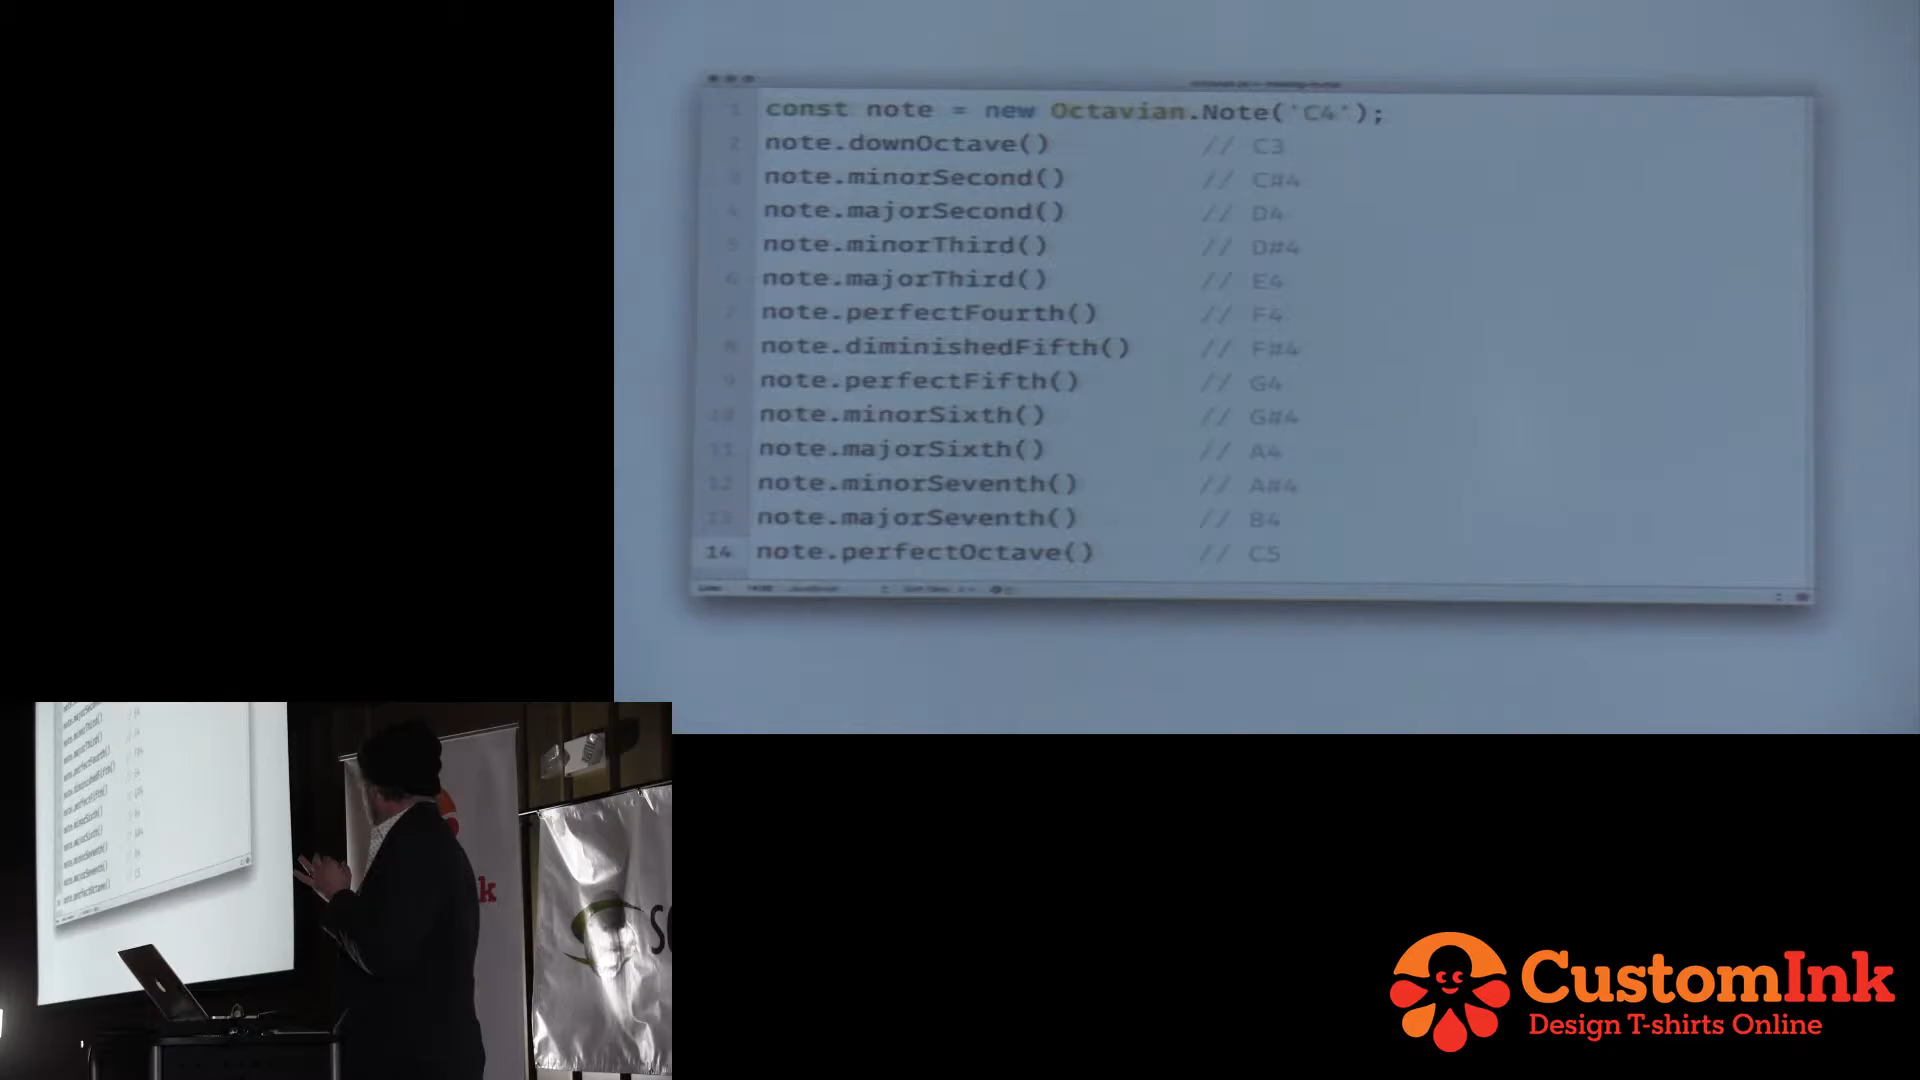 1 const note = new Octavian.Note('C4');
2 note.downOctave() // C3
3 note.minorSecond() // C#4
4 note.majorSecond() // D4
5 note.minorThird() // D#4
6 note.majorThird() // E4
7 note.perfectFourth() // F4
8 note.diminishedFifth() // F#4
9 note.perfectFifth() // G4
10 note.minorSixth() // G#4
11 note.majorSixth() // A4
12 note.minorSeventh() // A#4
13 note.majorSeventh() // B4
14 note.perfectOctave() // C5
CustomInk
Design T-shirts Online